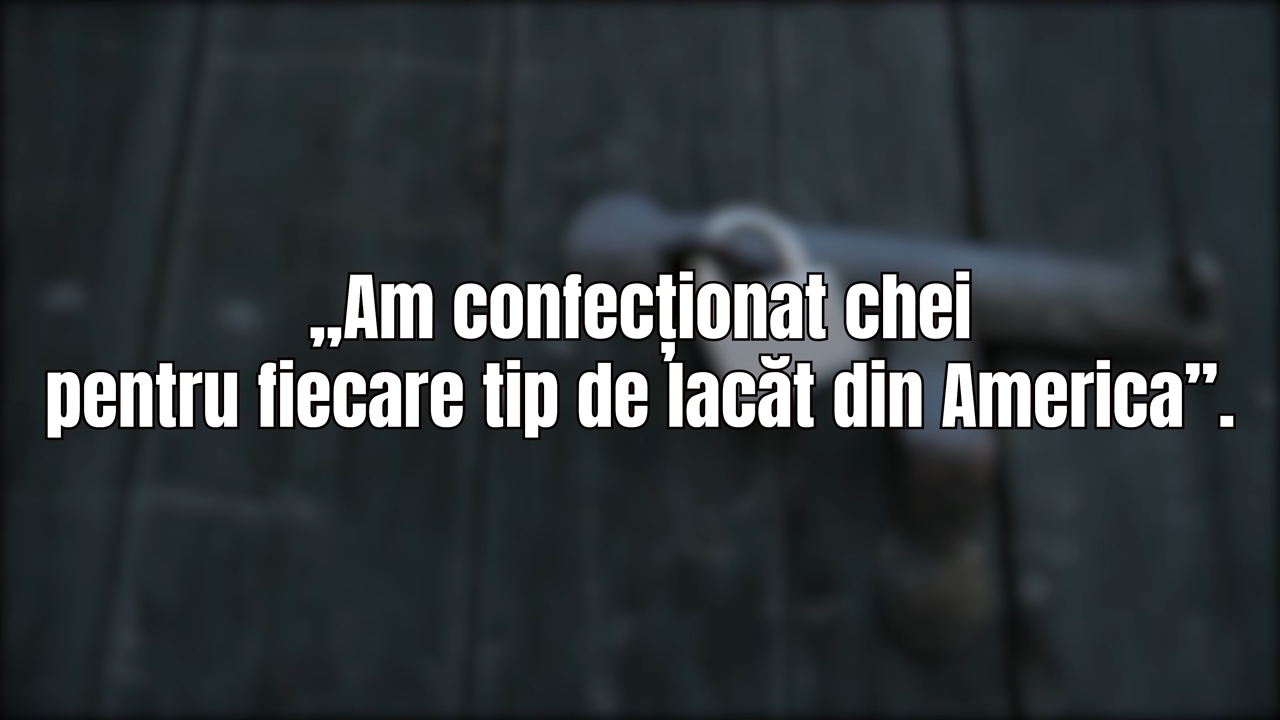 „Am confecționat chei
pentru fiecare tip de lacăt din America”.